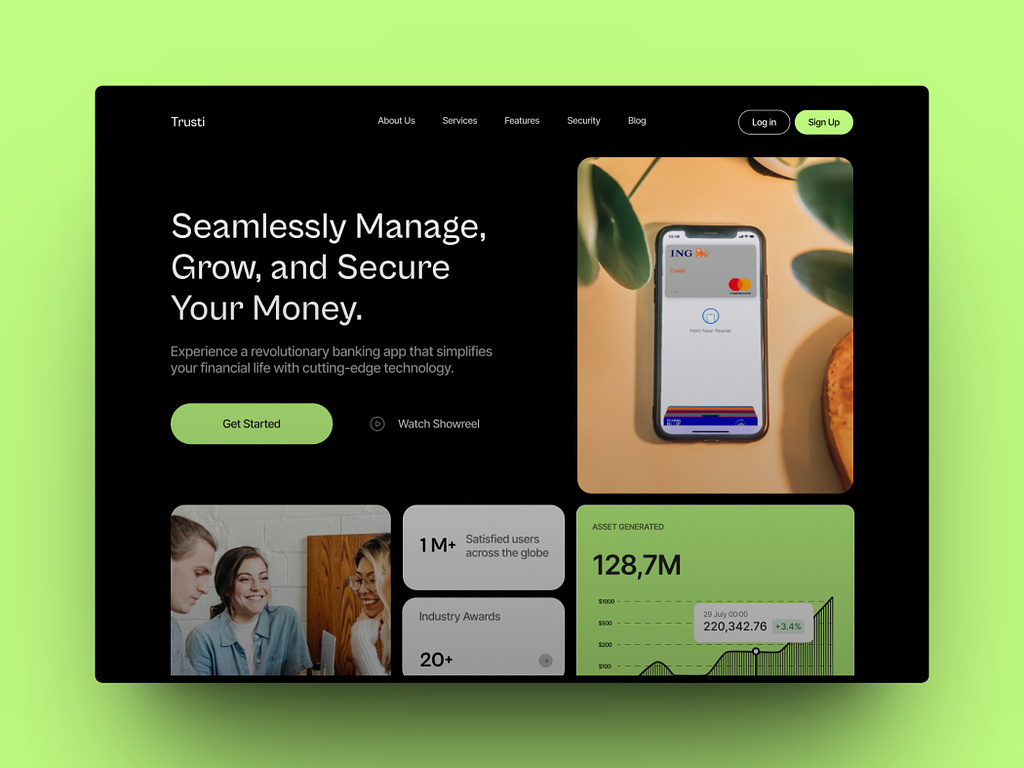 Trusti
About Us
Services
Features
Security
Blog
Log in
Sign Up
Seamlessly Manage,
Grow, and Secure
Your Money.
Experience a revolutionary banking app that simplifies
your financial life with cutting-edge technology.
Get Started
Watch Showreel
ING
Credit
mastercard
Hold Near Reader
1 M+
Satisfied users
across the globe
Industry Awards
20+
ASSET GENERATED
128,7M
$1000
$500
$200
$100
29 July 00:00
220,342.76
+3.4%